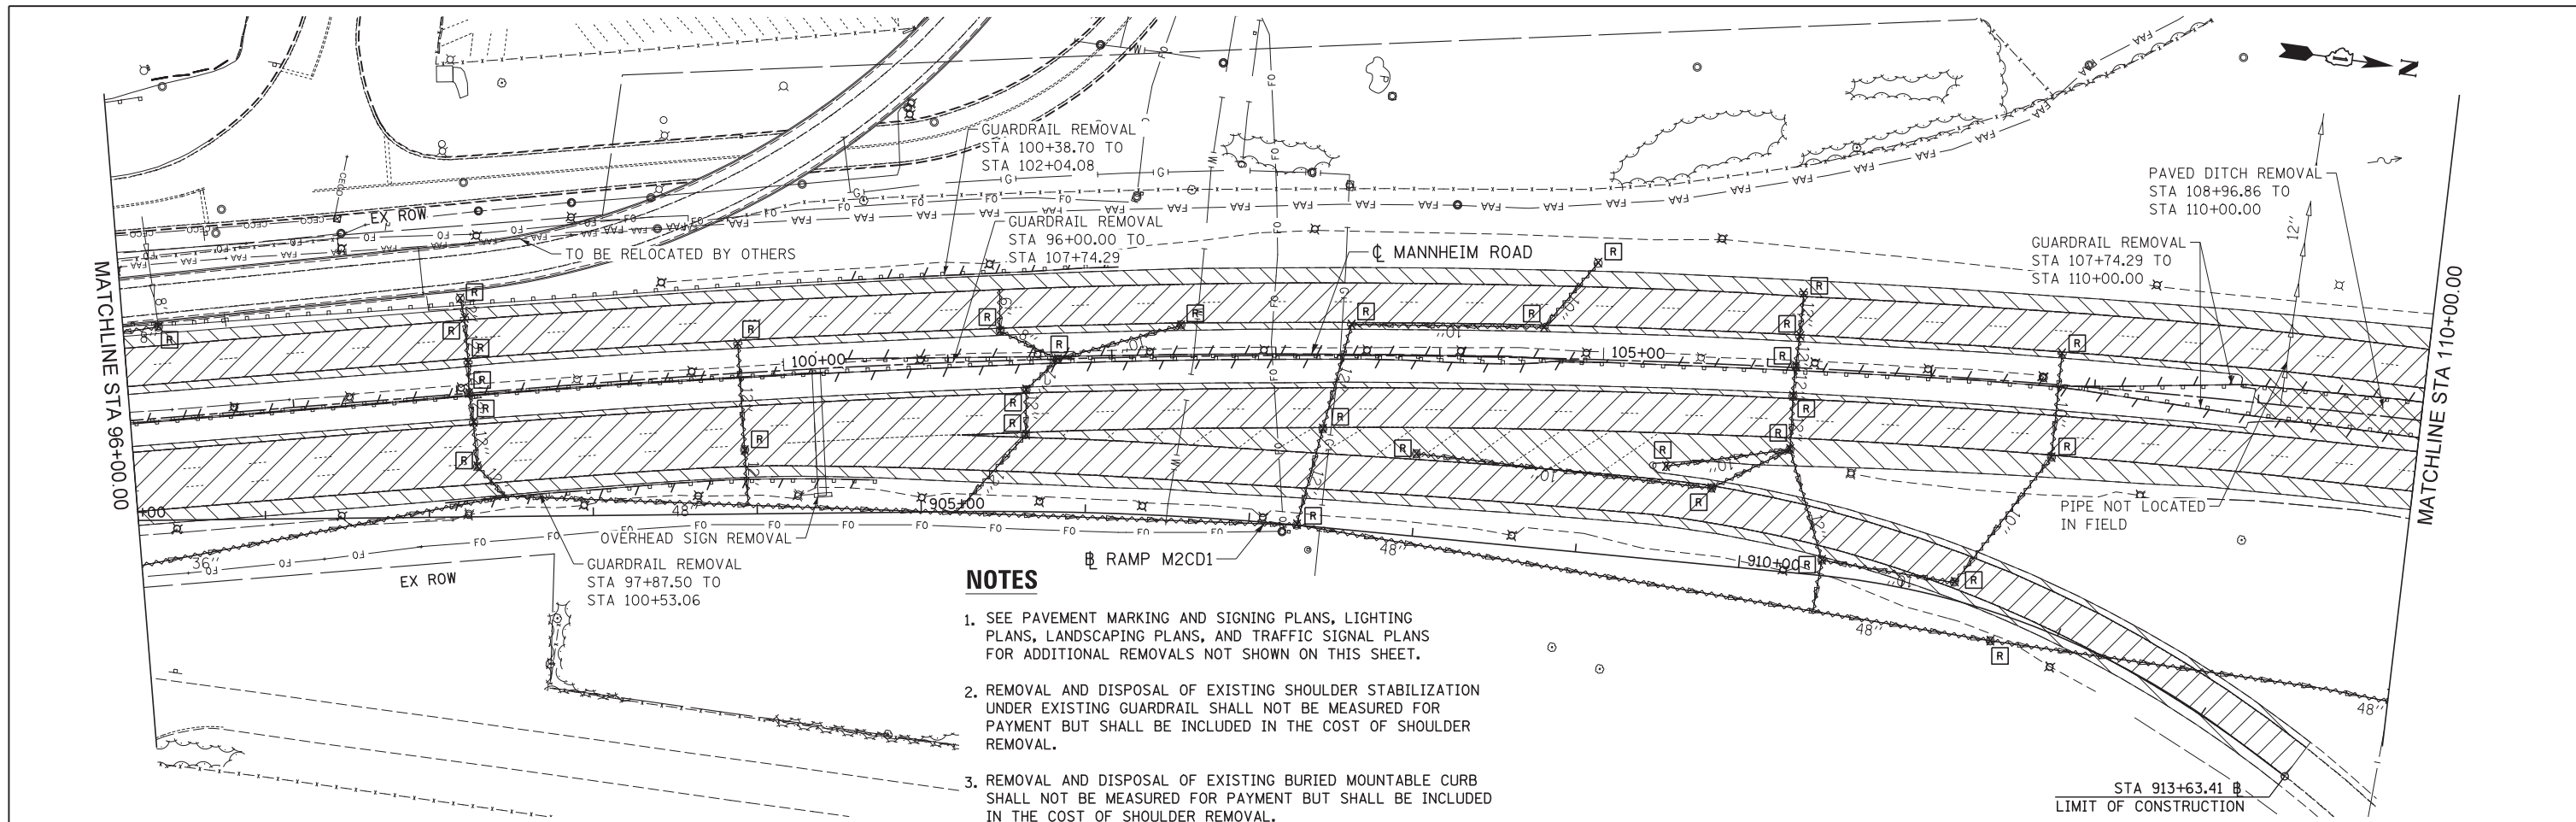 N
1
GUARDRAIL REMOVAL
STA 100+38.70 TO
STA 102+04.08
GUARDRAIL REMOVAL
STA 96+00.00 TO
STA 107+74.29
EX ROW
TO BE RELOCATED BY OTHERS
℄ MANNHEIM ROAD
PAVED DITCH REMOVAL
STA 108+96.86 TO
STA 110+00.00
GUARDRAIL REMOVAL
STA 107+74.29 TO
STA 110+00.00
12"
MATCHLINE STA 96+00.00
MATCHLINE STA 110+00.00
100+00
105+00
905+00
910+00
+00
OVERHEAD SIGN REMOVAL
GUARDRAIL REMOVAL
STA 97+87.50 TO
STA 100+53.06
EX ROW
36"
48"
48"
48"
48"
B RAMP M2CD1
PIPE NOT LOCATED
IN FIELD
NOTES
1. SEE PAVEMENT MARKING AND SIGNING PLANS, LIGHTING
PLANS, LANDSCAPING PLANS, AND TRAFFIC SIGNAL PLANS
FOR ADDITIONAL REMOVALS NOT SHOWN ON THIS SHEET.
2. REMOVAL AND DISPOSAL OF EXISTING SHOULDER STABILIZATION
UNDER EXISTING GUARDRAIL SHALL NOT BE MEASURED FOR
PAYMENT BUT SHALL BE INCLUDED IN THE COST OF SHOULDER
REMOVAL.
3. REMOVAL AND DISPOSAL OF EXISTING BURIED MOUNTABLE CURB
SHALL NOT BE MEASURED FOR PAYMENT BUT SHALL BE INCLUDED
IN THE COST OF SHOULDER REMOVAL.
STA 913+63.41 B
LIMIT OF CONSTRUCTION